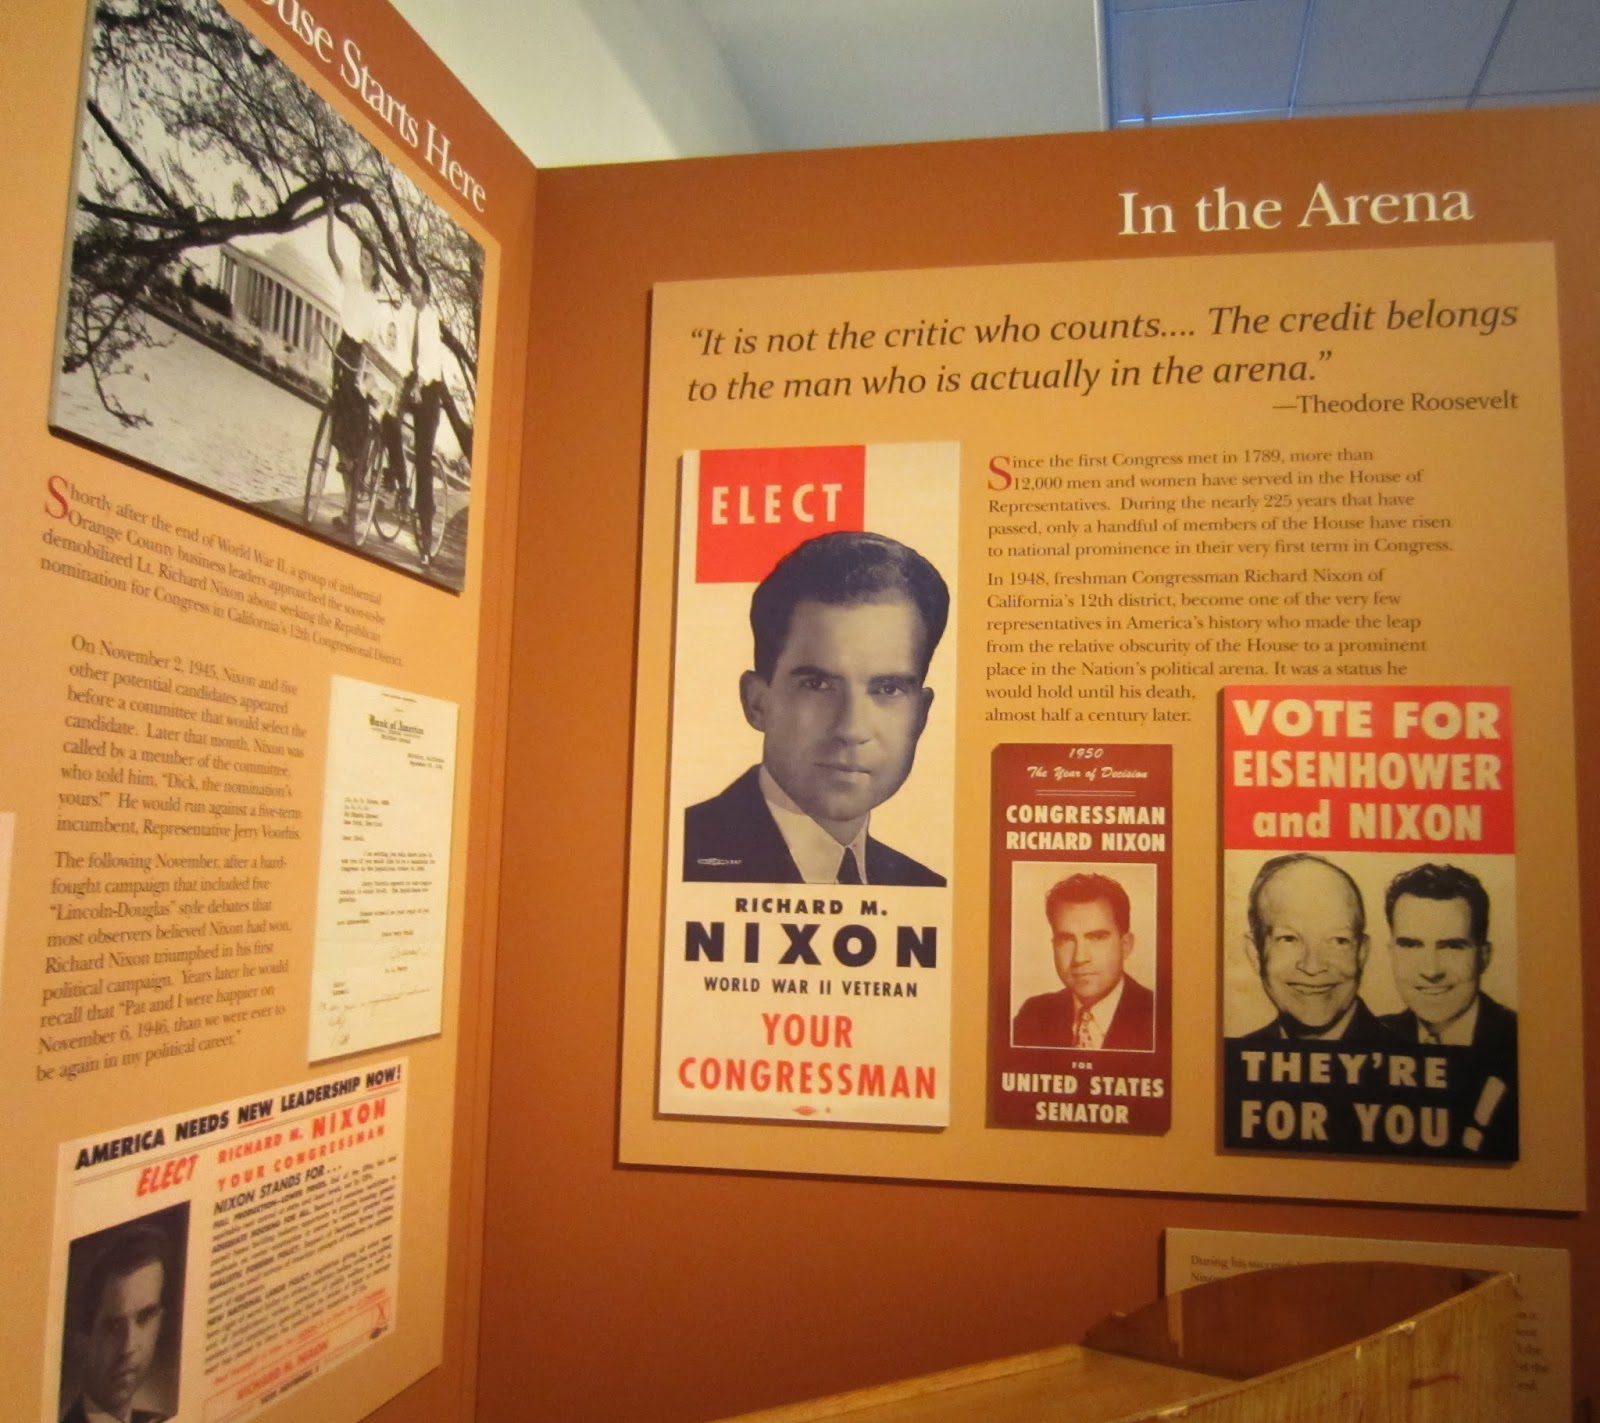 Starts Here
Shortly after the end of World War II, a group of influential
Orange County business leaders approached the soon-to-be
demobilized Lt. Richard Nixon about seeking the Republican
nomination for Congress in California's 12th Congressional District.
On November 2, 1945, Nixon and five
other potential candidates appeared
before a committee that would select the
candidate. Later that month, Nixon was
called by a member of the committee,
who told him, "Dick, the nomination's
yours!" He would run against a five-term
incumbent, Representative Jerry Voorhis.
The following November, after a hard-
fought campaign that included five
"Lincoln-Douglas" style debates that
most observers believed Nixon had won,
Richard Nixon triumphed in his first
political campaign. Years later he would
recall that "Pat and I were happier on
November 6, 1946, than we were ever to
be again in my political career."
Bank of America
AMERICA NEEDS NEW LEADERSHIP NOW!
ELECT
RICHARD M. NIXON
YOUR CONGRESSMAN
NIXON STANDS FOR...
RICHARD M. NIXON
In the Arena
"It is not the critic who counts.... The credit belongs
to the man who is actually in the arena."
—Theodore Roosevelt
Since the first Congress met in 1789, more than
12,000 men and women have served in the House of
Representatives. During the nearly 225 years that have
passed, only a handful of members of the House have risen
to national prominence in their very first term in Congress.
In 1948, freshman Congressman Richard Nixon of
California's 12th district, become one of the very few
representatives in America's history who made the leap
from the relative obscurity of the House to a prominent
place in the Nation's political arena. It was a status he
would hold until his death,
almost half a century later.
ELECT
RICHARD M.
NIXON
WORLD WAR II VETERAN
YOUR
CONGRESSMAN
1950
The Year of Decision
CONGRESSMAN
RICHARD NIXON
FOR
UNITED STATES
SENATOR
VOTE FOR
EISENHOWER
and NIXON
THEY'RE
FOR YOU!
During his